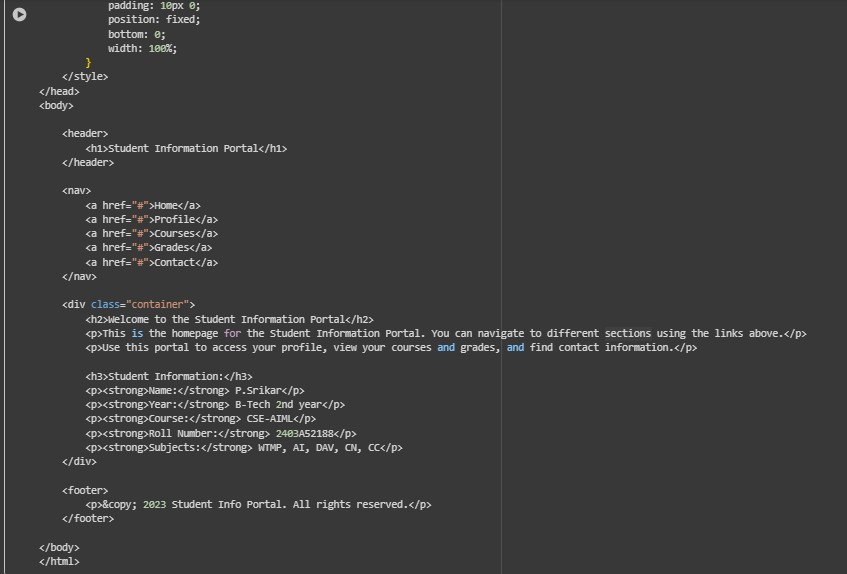 padding: 10px 0;
position: fixed;
bottom: 0;
width: 100%;
}
</style>
</head>
<body>
<header>
<h1>Student Information Portal</h1>
</header>
<nav>
<a href="#">Home</a>
<a href="#">Profile</a>
<a href="#">Courses</a>
<a href="#">Grades</a>
<a href="#">Contact</a>
</nav>
<div class="container">
<h2>Welcome to the Student Information Portal</h2>
<p>This is the homepage for the Student Information Portal. You can navigate to different sections using the links above.</p>
<p>Use this portal to access your profile, view your courses and grades, and find contact information.</p>
<h3>Student Information:</h3>
<p><strong>Name:</strong> P.Srikar</p>
<p><strong>Year:</strong> B-Tech 2nd year</p>
<p><strong>Course:</strong> CSE-AIML</p>
<p><strong>Roll Number:</strong> 2403A52188</p>
<p><strong>Subjects:</strong> WTMP, AI, DAV, CN, CC</p>
</div>
<footer>
<p>&copy; 2023 Student Info Portal. All rights reserved.</p>
</footer>
</body>
</html>